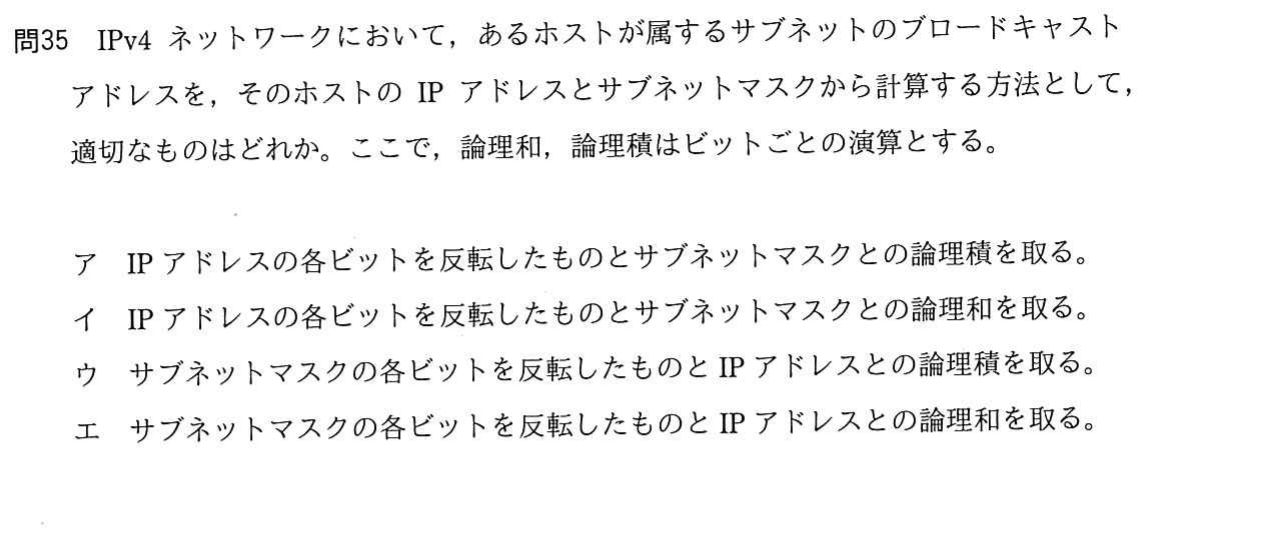 問35 IPv4 ネットワークにおいて，あるホストが属するサブネットのブロードキャスト
アドレスを，そのホストの IP アドレスとサブネットマスクから計算する方法として，
適切なものはどれか。ここで，論理和，論理積はビットごとの演算とする。
ア IP アドレスの各ビットを反転したものとサブネットマスクとの論理積を取る。
イ IP アドレスの各ビットを反転したものとサブネットマスクとの論理和を取る。
ウ サブネットマスクの各ビットを反転したものと IP アドレスとの論理積を取る。
エ サブネットマスクの各ビットを反転したものと IP アドレスとの論理和を取る。